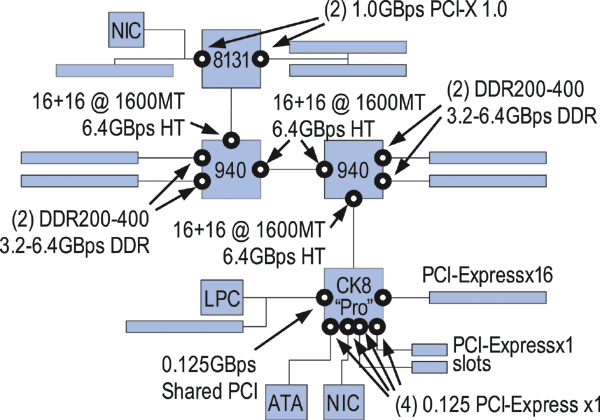 (2) 1.0GBps PCI-X 1.0
NIC
8131
16+16 @ 1600MT
6.4GBps HT
16+16 @ 1600MT
6.4GBps HT
(2) DDR200-400
3.2-6.4GBps DDR
940
940
(2) DDR200-400
3.2-6.4GBps DDR
16+16 @ 1600MT
6.4GBps HT
CK8
"Pro"
LPC
PCI-Expressx16
0.125GBps
Shared PCI
PCI-Expressx1
slots
ATA
NIC
(4) 0.125 PCI-Express x1